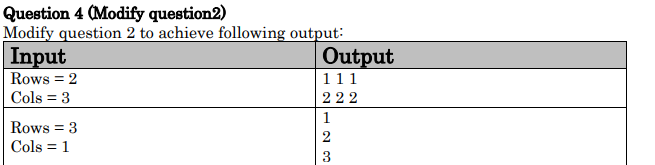 Question 4 (Modify question2)
Modify question 2 to achieve following output:
Input Output
Rows = 2 1 1 1
Cols = 3 2 2 2
Rows = 3 1
Cols = 1 2
3